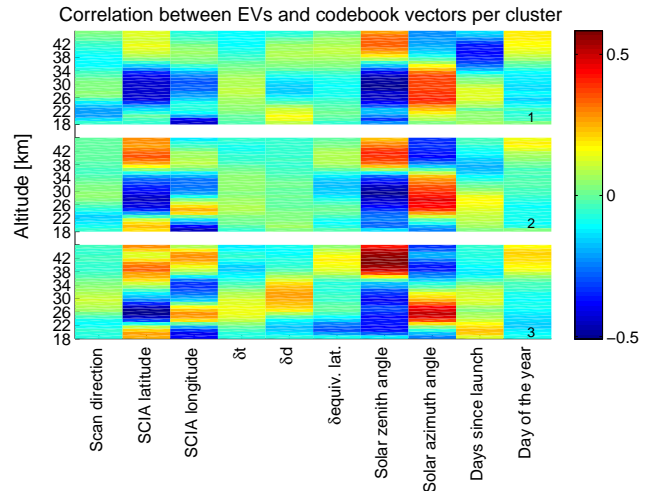 Correlation between EVs and codebook vectors per cluster
Altitude [km]
42
38
34
30
26
22
18
1
42
38
34
30
26
22
18
2
42
38
34
30
26
22
18
3
Scan direction
SCIA latitude
SCIA longitude
δt
δd
δequiv. lat.
Solar zenith angle
Solar azimuth angle
Days since launch
Day of the year
0.5
0
−0.5